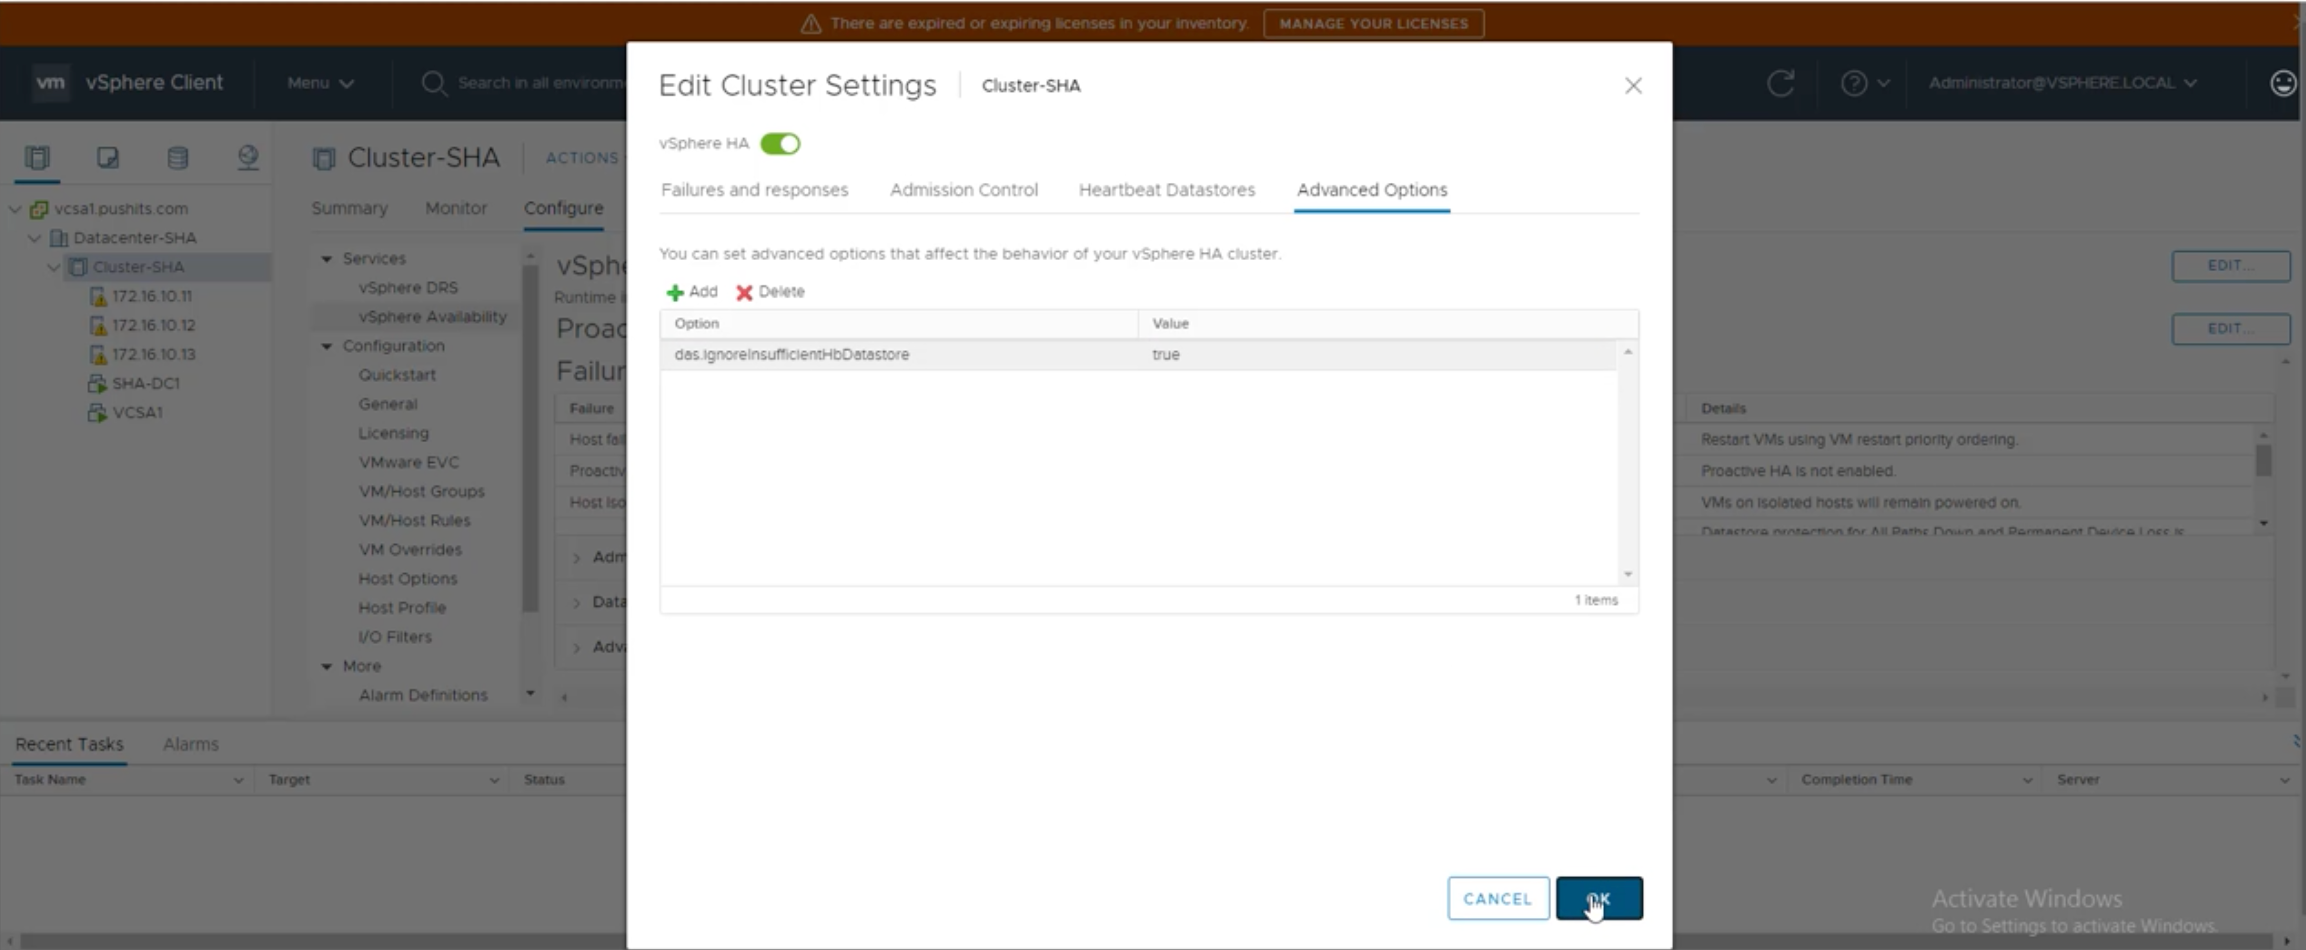 There are expired or expiring licenses in your inventory. MANAGE YOUR LICENSES
vm vSphere Client Menu Search in all environm
Administrator@VSPHERE.LOCAL
Cluster-SHA ACTIONS
Summary Monitor Configure
vcsa1.pushits.com
Datacenter-SHA
Cluster-SHA
172.16.10.11
172.16.10.12
172.16.10.13
SHA-DC1
VCSA1
Services
vSphere DRS
vSphere Availability
Configuration
Quickstart
General
Licensing
VMware EVC
VM/Host Groups
VM/Host Rules
VM Overrides
Host Options
Host Profile
I/O Filters
More
Alarm Definitions
vSphe
Runtime i
Proac
Failur
Failure
Host fail
Proactiv
Host Iso
Adm
Data
Adva
Edit Cluster Settings Cluster-SHA
vSphere HA
Failures and responses Admission Control Heartbeat Datastores Advanced Options
You can set advanced options that affect the behavior of your vSphere HA cluster.
Add Delete
Option Value
das.ignoreInsufficientHbDatastore true
1 items
CANCEL OK
EDIT...
EDIT...
Details
Restart VMs using VM restart priority ordering.
Proactive HA is not enabled.
VMs on isolated hosts will remain powered on.
Datastore protection for All Paths Down and Permanent Device Loss is
Recent Tasks Alarms
Task Name Target Status Completion Time Server
Activate Windows
Go to Settings to activate Windows.